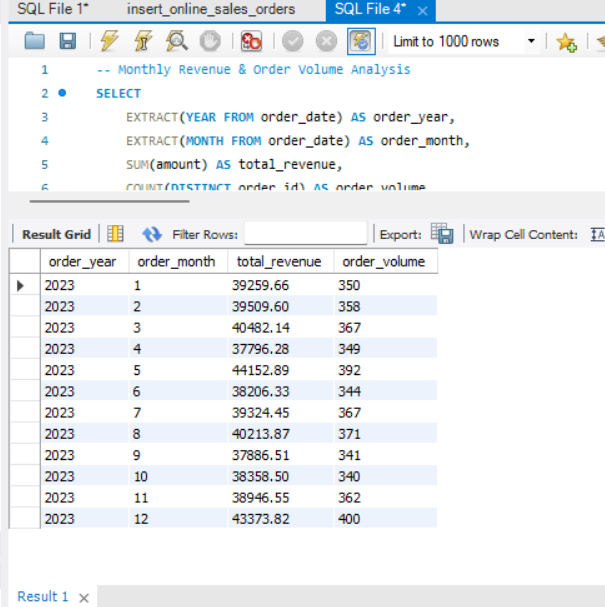 SQL File 1* insert_online_sales_orders SQL File 4*
Limit to 1000 rows
1 -- Monthly Revenue & Order Volume Analysis
2 SELECT
3 EXTRACT(YEAR FROM order_date) AS order_year,
4 EXTRACT(MONTH FROM order_date) AS order_month,
5 SUM(amount) AS total_revenue,
6 COUNT(DISTINCT order_id) AS order_volume
Result Grid Filter Rows: Export: Wrap Cell Content:
order_year order_month total_revenue order_volume
2023 1 39259.66 350
2023 2 39509.60 358
2023 3 40482.14 367
2023 4 37796.28 349
2023 5 44152.89 392
2023 6 38206.33 344
2023 7 39324.45 367
2023 8 40213.87 371
2023 9 37886.51 341
2023 10 38358.50 340
2023 11 38946.55 362
2023 12 43373.82 400
Result 1